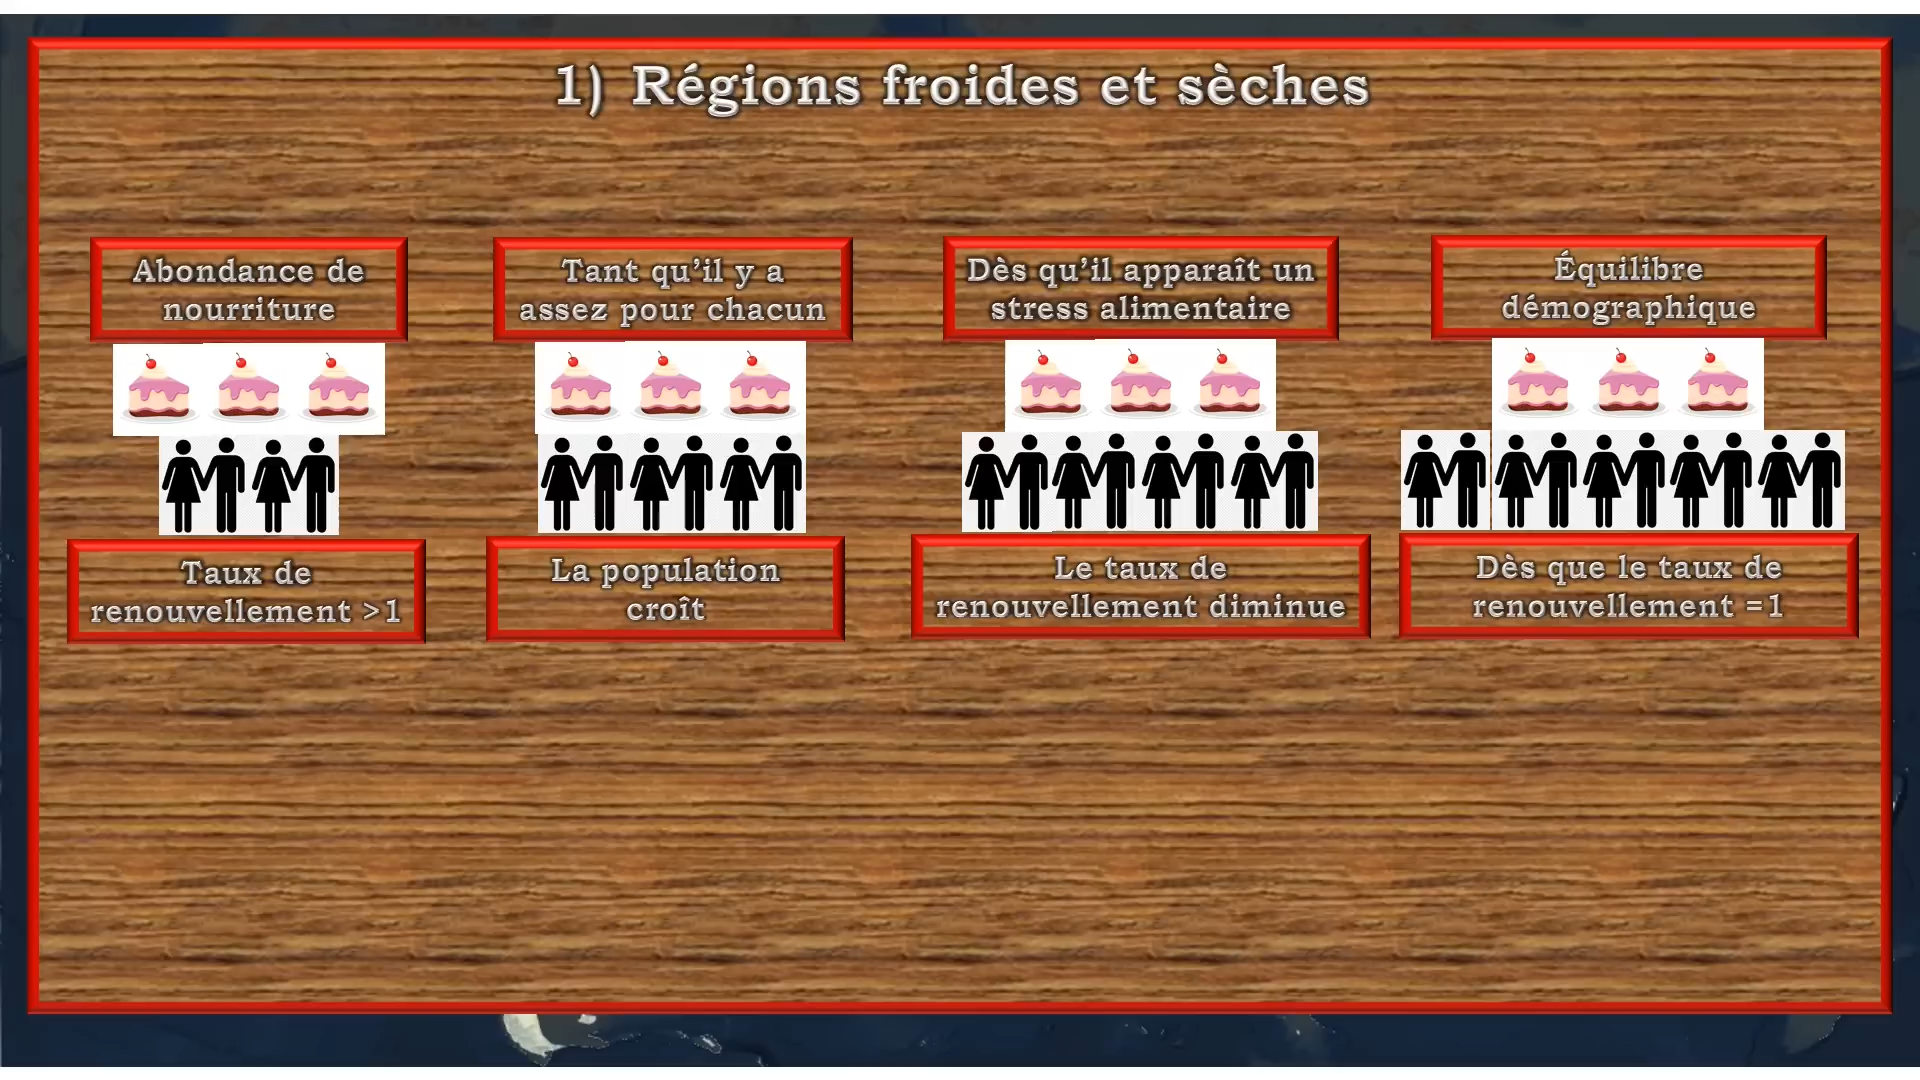 1) Régions froides et sèches
Abondance de
nourriture
Taux de
renouvellement >1
Tant qu’il y a
assez pour chacun
La population
croît
Dès qu’il apparaît un
stress alimentaire
Le taux de
renouvellement diminue
Équilibre
démographique
Dès que le taux de
renouvellement =1